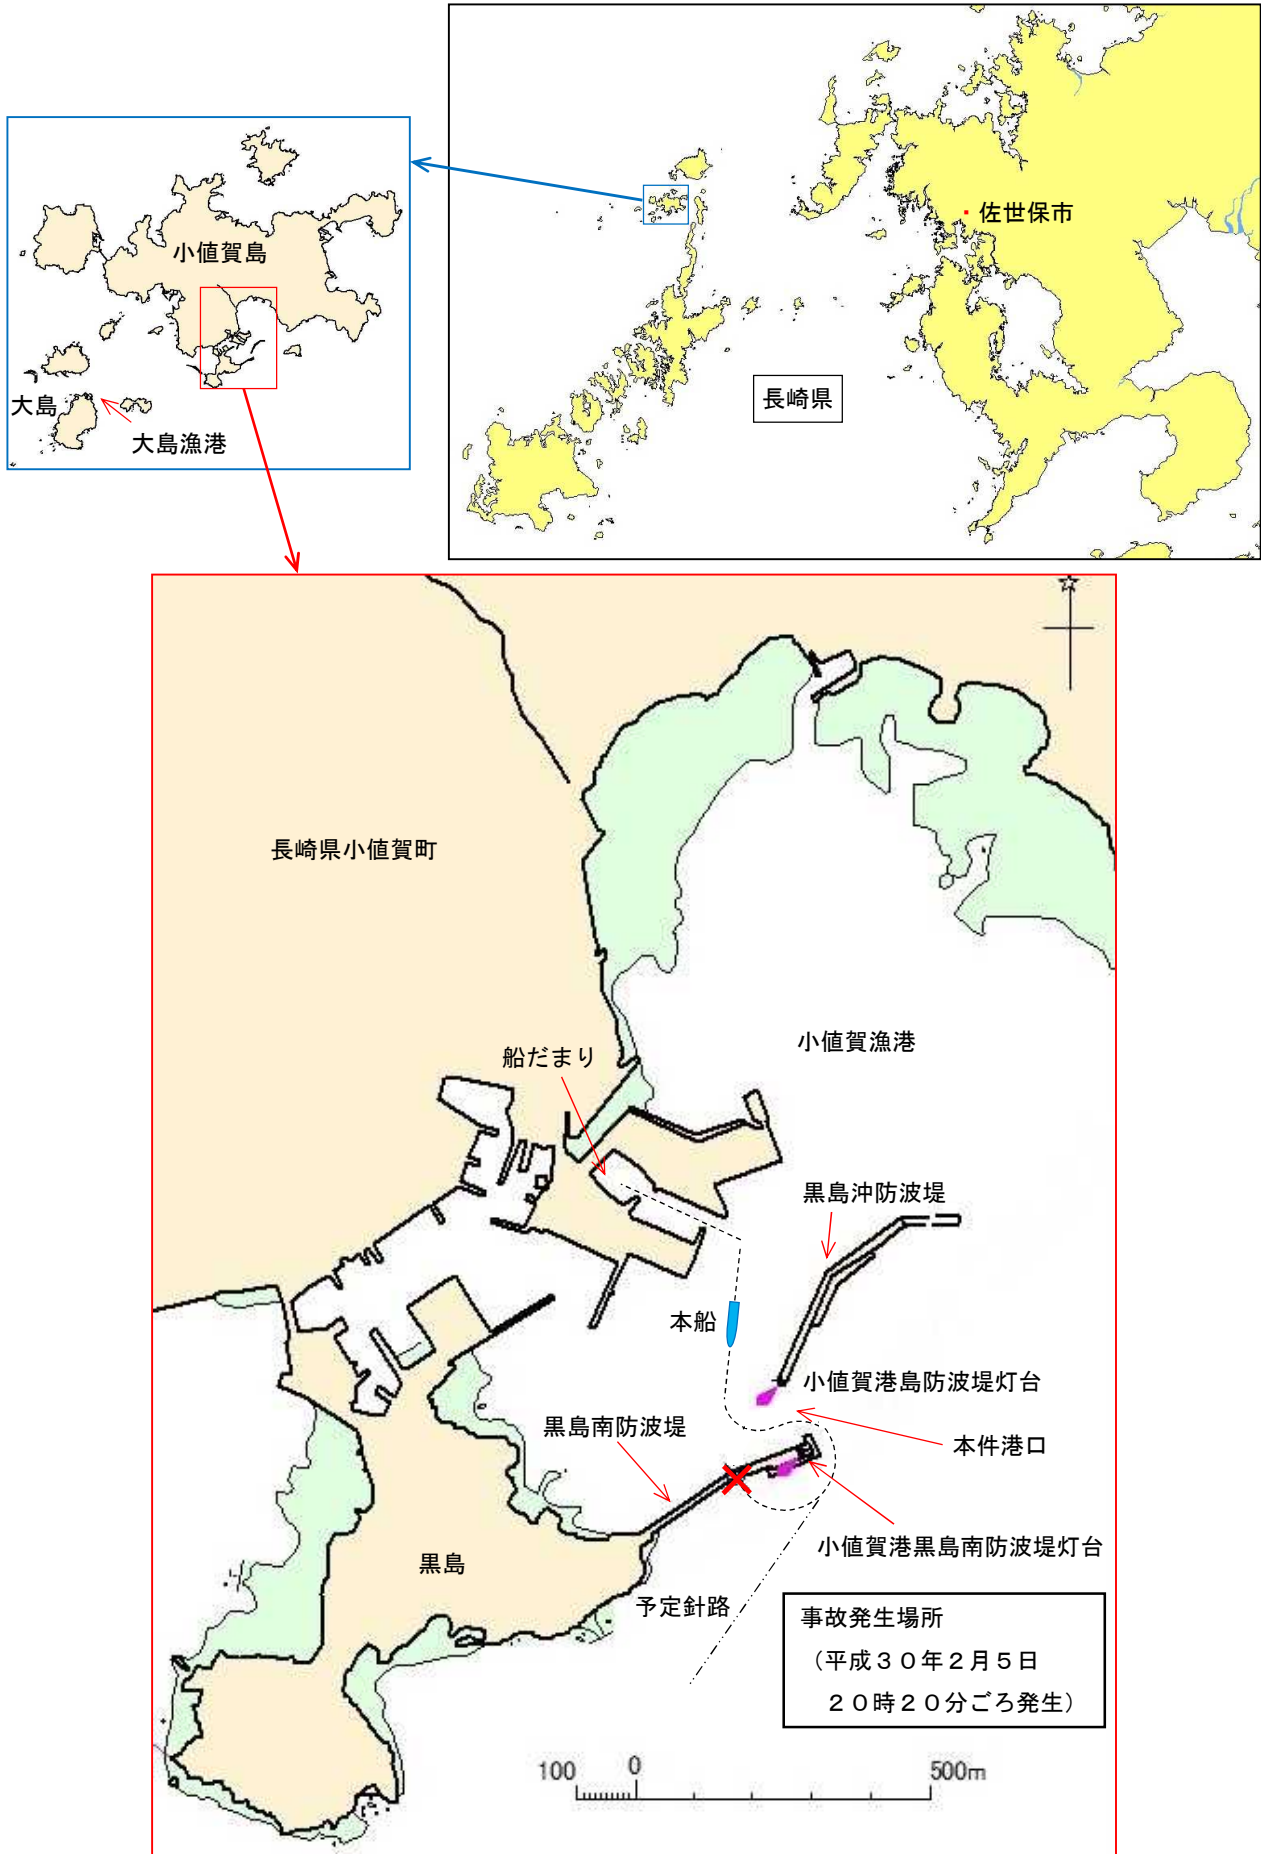 佐世保市
長崎県
小値賀島
大島
大島漁港
長崎県小値賀町
小値賀漁港
船だまり
黒島沖防波堤
本船
小値賀港島防波堤灯台
黒島南防波堤
本件港口
小値賀港黒島南防波堤灯台
黒島
予定針路
事故発生場所
（平成３０年２月５日
２０時２０分ごろ発生）
100 0 500m